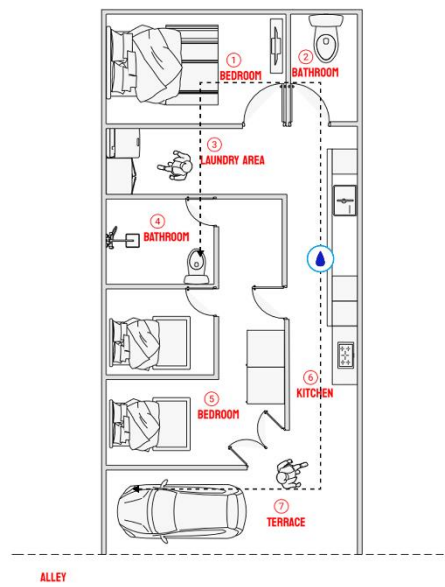 1
BEDROOM
2
BATHROOM
3
LAUNDRY AREA
4
BATHROOM
5
BEDROOM
6
KITCHEN
7
TERRACE
ALLEY